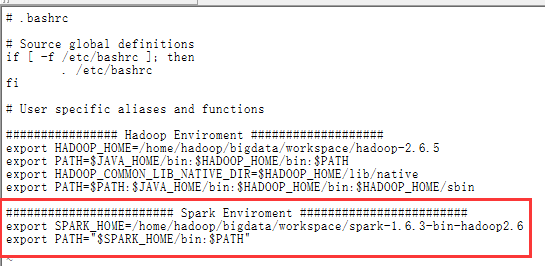 # .bashrc
# Source global definitions
if [ -f /etc/bashrc ]; then
. /etc/bashrc
fi
# User specific aliases and functions
################ Hadoop Enviroment ###################
export HADOOP_HOME=/home/hadoop/bigdata/workspace/hadoop-2.6.5
export PATH=$JAVA_HOME/bin:$HADOOP_HOME/bin:$PATH
export HADOOP_COMMON_LIB_NATIVE_DIR=$HADOOP_HOME/lib/native
export PATH=$PATH:$JAVA_HOME/bin:$HADOOP_HOME/bin:$HADOOP_HOME/sbin
######################## Spark Enviroment ########################
export SPARK_HOME=/home/hadoop/bigdata/workspace/spark-1.6.3-bin-hadoop2.6
export PATH="$SPARK_HOME/bin:$PATH"
~